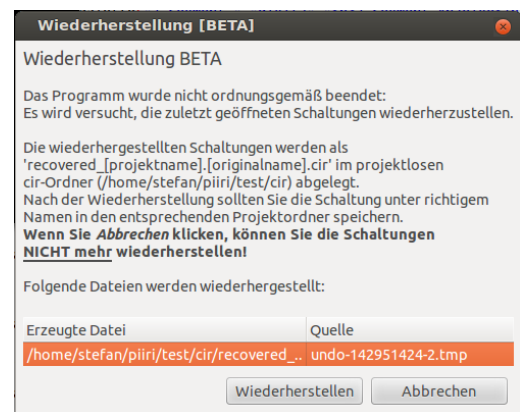 Wiederherstellung [BETA]
Wiederherstellung BETA
Das Programm wurde nicht ordnungsgemäß beendet:
Es wird versucht, die zuletzt geöffneten Schaltungen wiederherzustellen.
Die wiederhergestellten Schaltungen werden als
'recovered_[projektname].[originalname].cir' im projektlosen
cir-Ordner (/home/stefan/piiri/test/cir) abgelegt.
Nach der Wiederherstellung sollten Sie die Schaltung unter richtigem
Namen in den entsprechenden Projektordner speichern.
Wenn Sie Abbrechen klicken, können Sie die Schaltungen
NICHT mehr wiederherstellen!
Folgende Dateien werden wiederhergestellt:
Erzeugte Datei Quelle
/home/stefan/piiri/test/cir/recovered_.. undo-142951424-2.tmp
Wiederherstellen Abbrechen